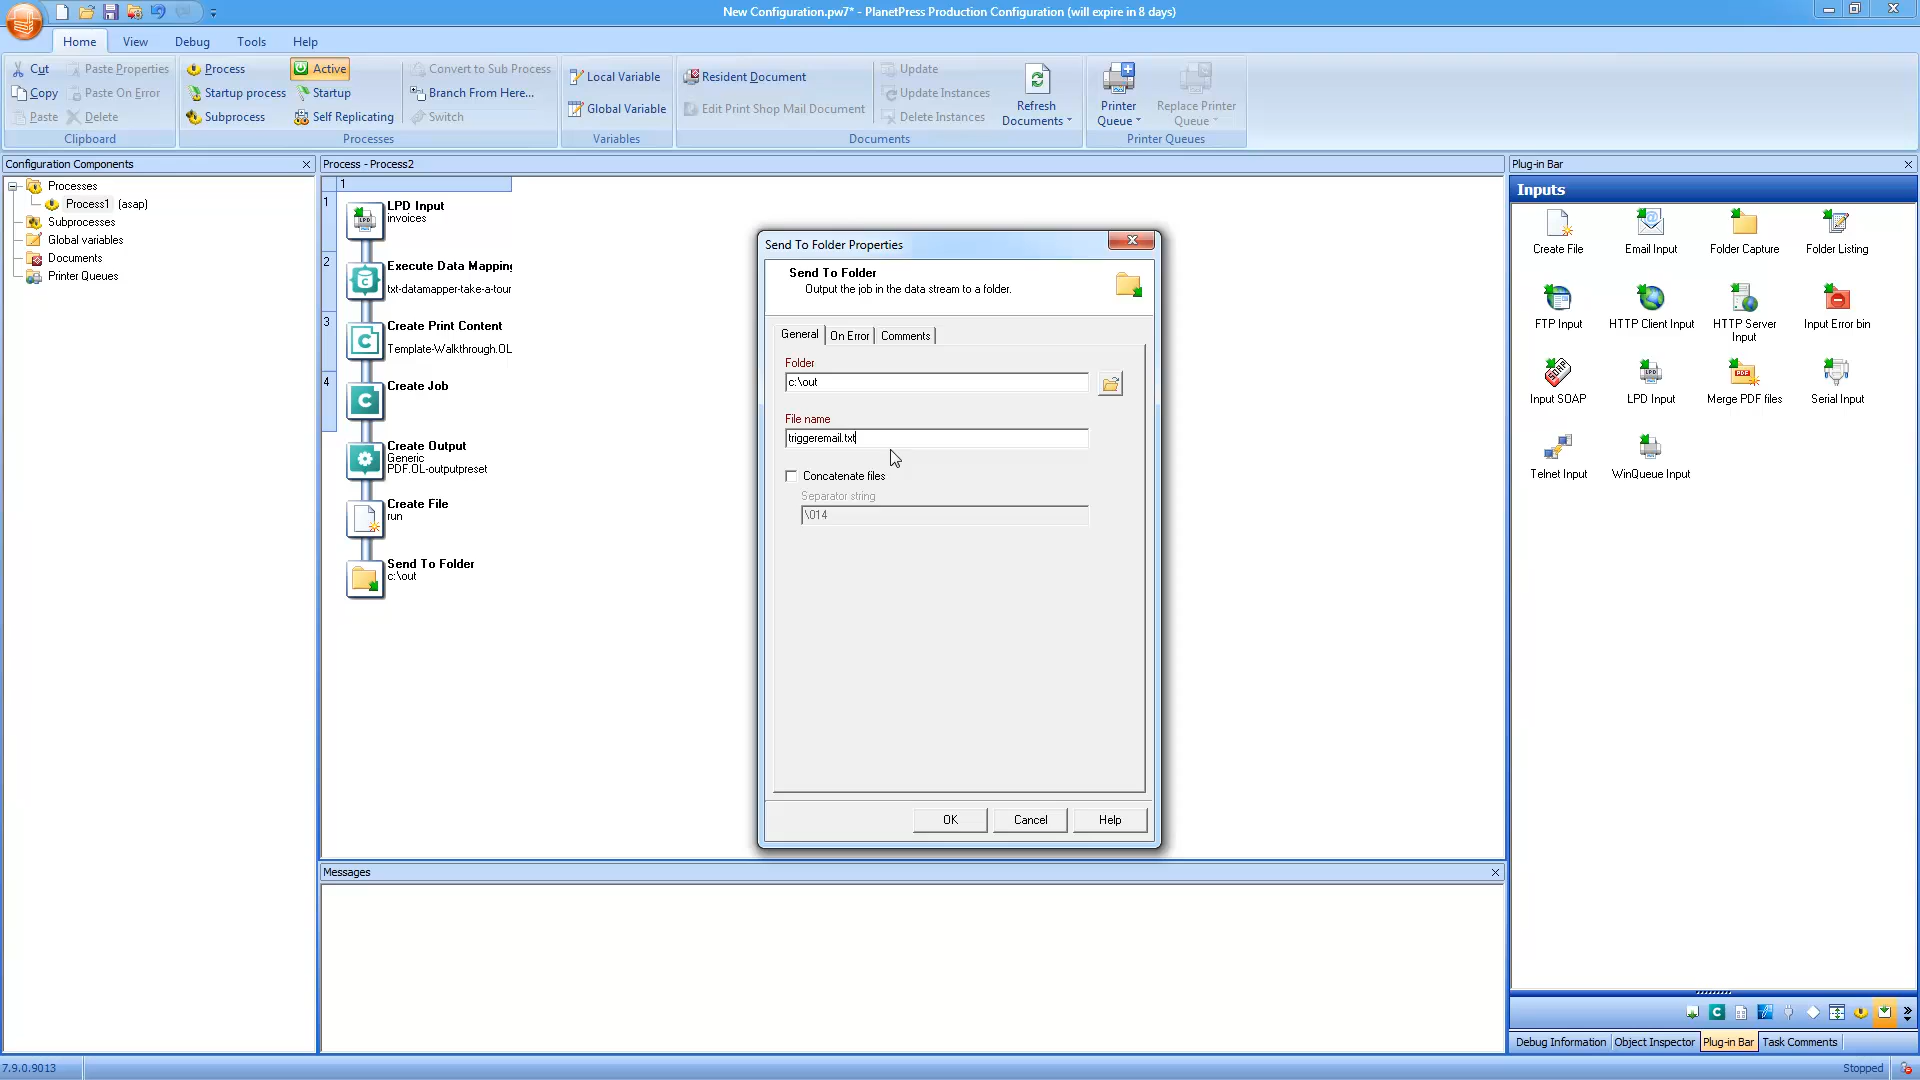 New Configuration.pw7* - PlanetPress Production Configuration (will expire in 8 days)
Home View Debug Tools Help
Cut Paste Properties Process Active Convert to Sub Process Local Variable Resident Document Update
Copy Paste On Error Startup process Startup Branch From Here... Global Variable Edit Print Shop Mail Document Update Instances Refresh Documents Printer Queue Replace Printer Queue
Paste Delete Subprocess Self Replicating Switch Delete Instances
Clipboard Processes Variables Documents Printer Queues
Configuration Components
Processes
Process1 (asap)
Subprocesses
Global variables
Documents
Printer Queues
Process - Process2
1
1
LPD Input
invoices
2
Execute Data Mapping
txt-datamapper-take-a-tour
3
Create Print Content
Template-Walkthrough.OL
4
Create Job
Create Output
Generic
PDF.OL-outputpreset
Create File
run
Send To Folder
c:\out
Send To Folder Properties
Send To Folder
Output the job in the data stream to a folder.
General On Error Comments
Folder
c:\out
File name
triggeremail.txt
Concatenate files
Separator string
\014
OK Cancel Help
Messages
Plug-in Bar
Inputs
Create File Email Input Folder Capture Folder Listing
FTP Input HTTP Client Input HTTP Server Input Input Error bin
Input SOAP LPD Input Merge PDF files Serial Input
Telnet Input WinQueue Input
Debug Information Object Inspector Plug-in Bar Task Comments
7.9.0.9013
Stopped